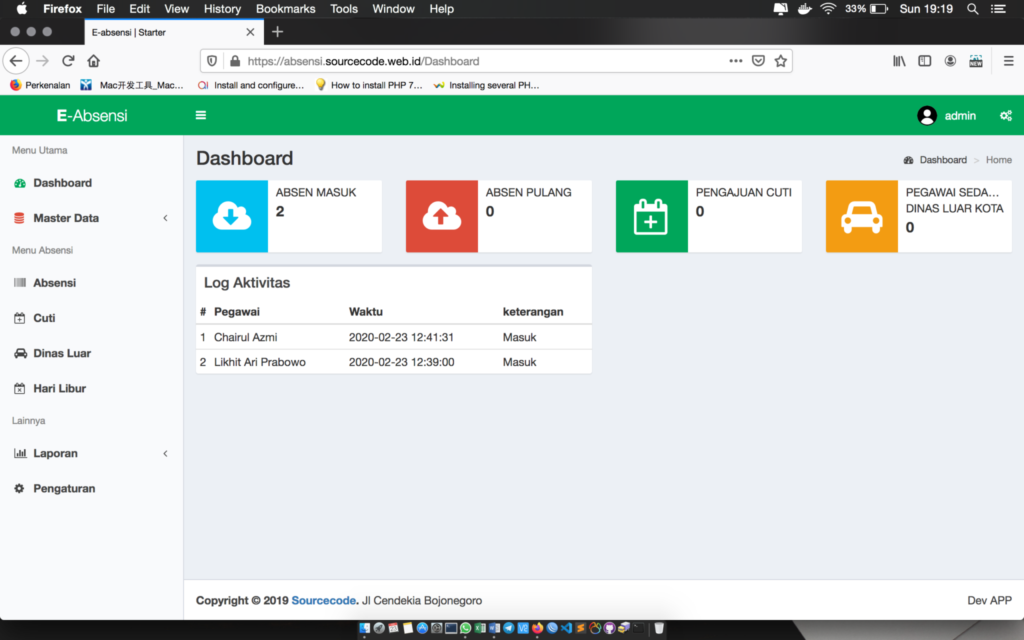 Firefox File Edit View History Bookmarks Tools Window Help 33% Sun 19:19
E-absensi | Starter
https://absensi.sourcecode.web.id/Dashboard
Perkenalan Mac开发工具_Mac... Install and configure... How to install PHP 7... Installing several PH...
E-Absensi admin
Menu Utama
Dashboard
Master Data
Menu Absensi
Absensi
Cuti
Dinas Luar
Hari Libur
Lainnya
Laporan
Pengaturan
Dashboard
Dashboard > Home
ABSEN MASUK
2
ABSEN PULANG
0
PENGAJUAN CUTI
0
PEGAWAI SEDA...
DINAS LUAR KOTA
0
Log Aktivitas
# Pegawai Waktu keterangan
1 Chairul Azmi 2020-02-23 12:41:31 Masuk
2 Likhit Ari Prabowo 2020-02-23 12:39:00 Masuk
Copyright © 2019 Sourcecode. Jl Cendekia Bojonegoro Dev APP